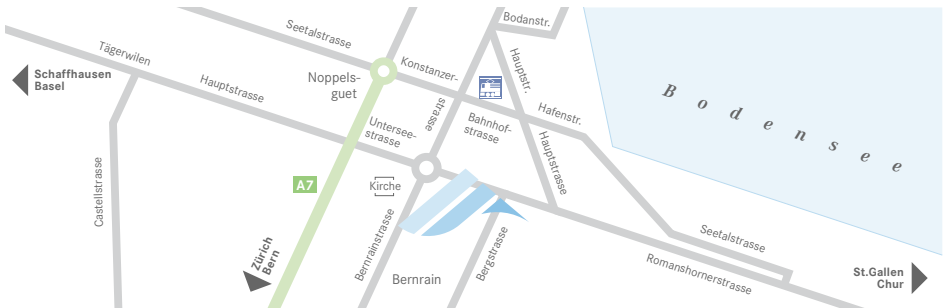 Bodanstr.
Seetalstrasse
Tägerwilen
Schaffhausen
Basel
Hauptstrasse
Noppels-
guet
Konstanzer-
strasse
Hauptstr.
Hafenstr.
Bodensee
Untersee-
strasse
Bahnhof-
strasse
Hauptstrasse
Castellstrasse
A7
Kirche
Bernrainstrasse
Bergstrasse
Bernrain
Zürich
Bern
Seetalstrasse
Romanshornerstrasse
St.Gallen
Chur